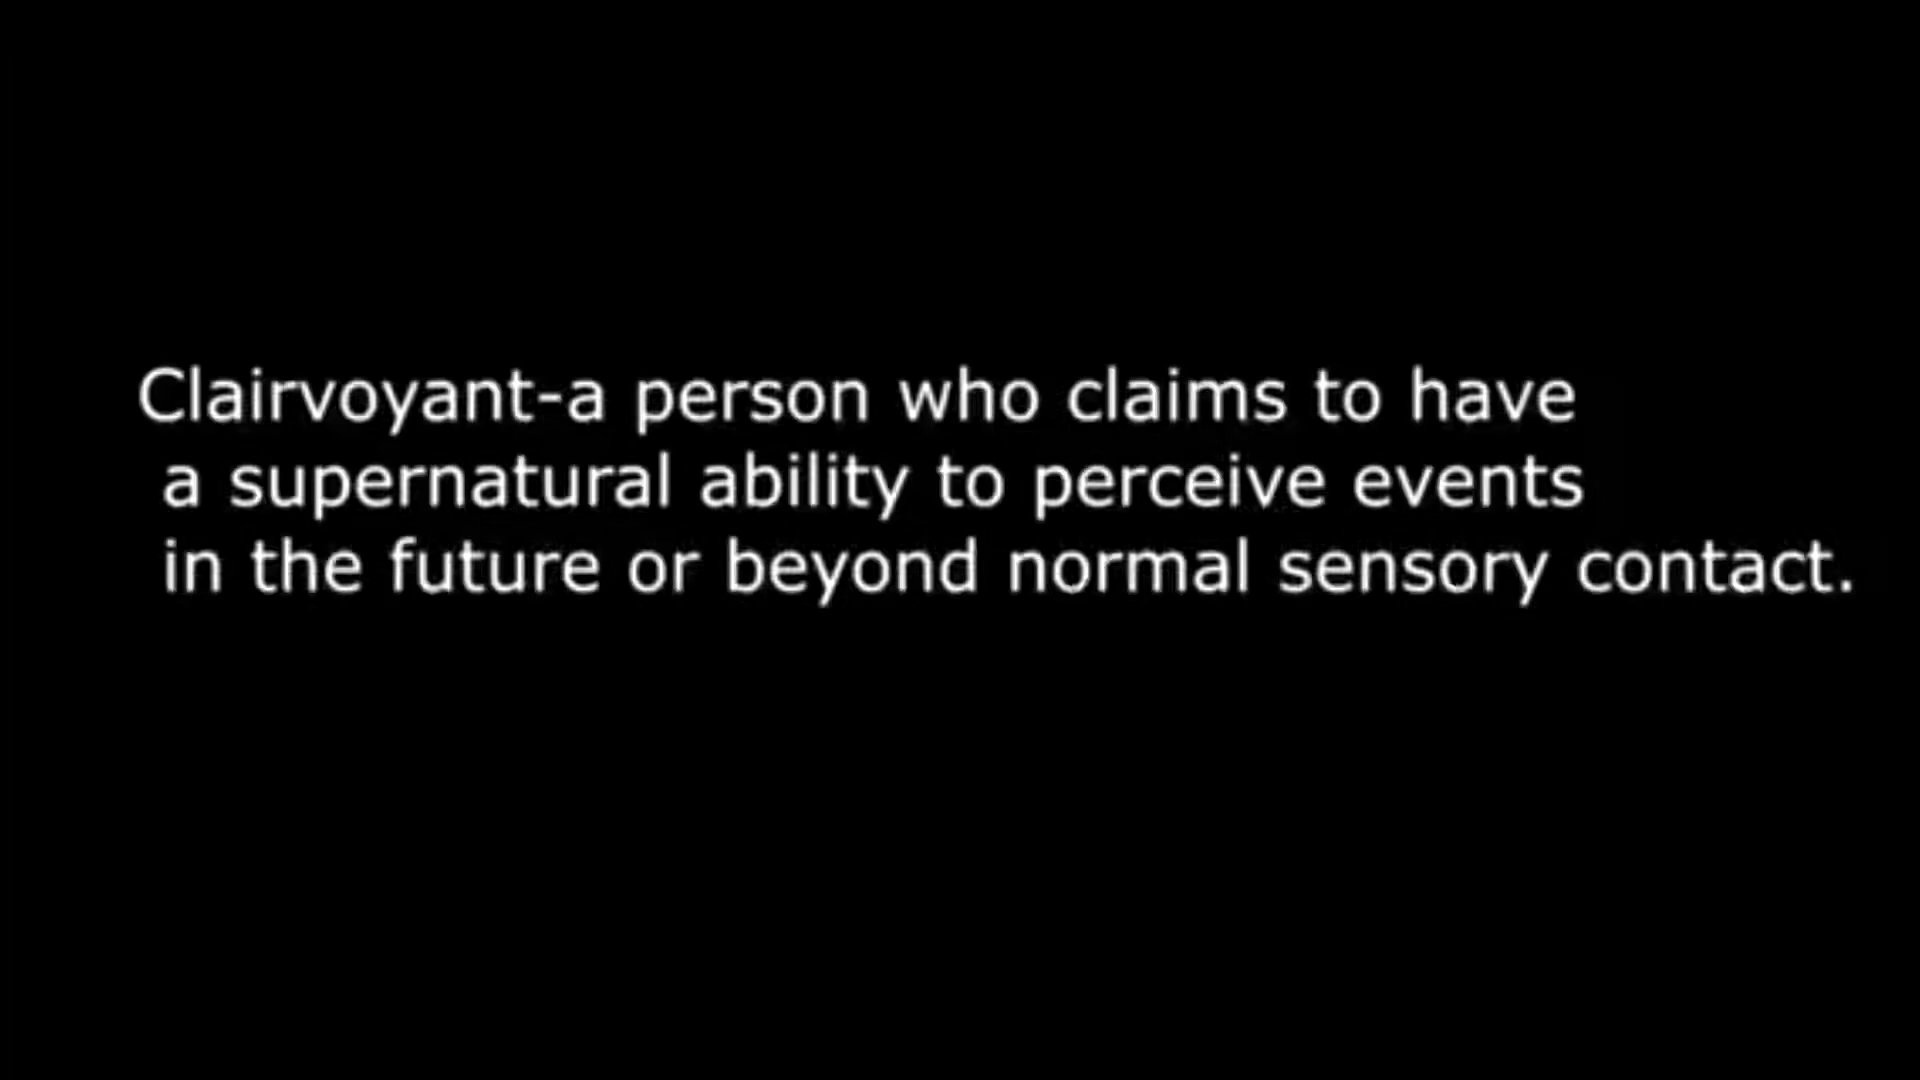 Clairvoyant-a person who claims to have
a supernatural ability to perceive events
in the future or beyond normal sensory contact.